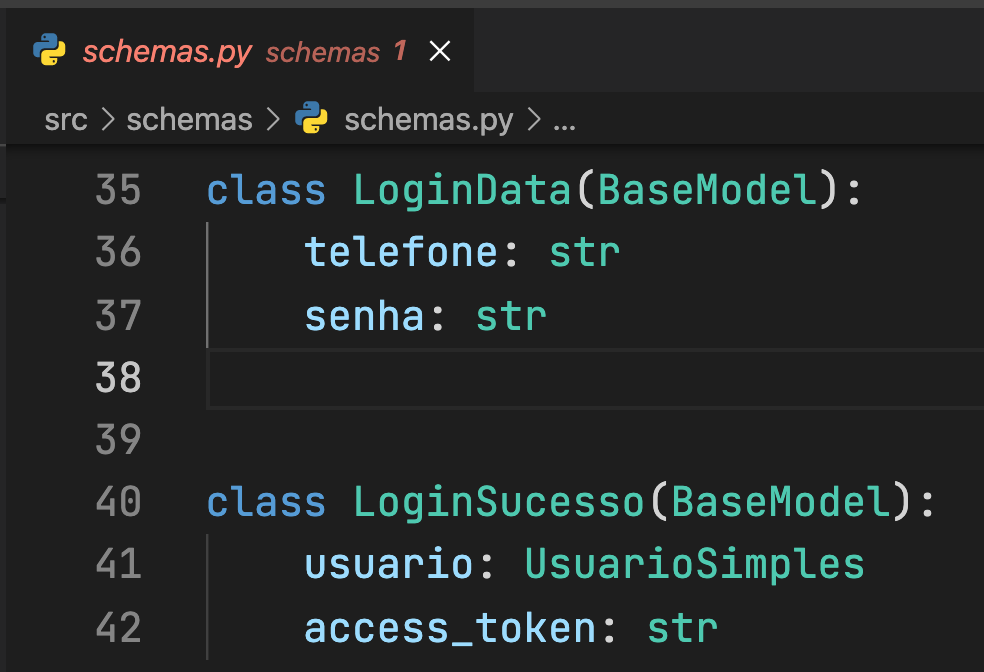 schemas.py schemas 1
src > schemas > schemas.py > ...
35 class LoginData(BaseModel):
36     telefone: str
37     senha: str
38
39
40 class LoginSucesso(BaseModel):
41     usuario: UsuarioSimples
42     access_token: str